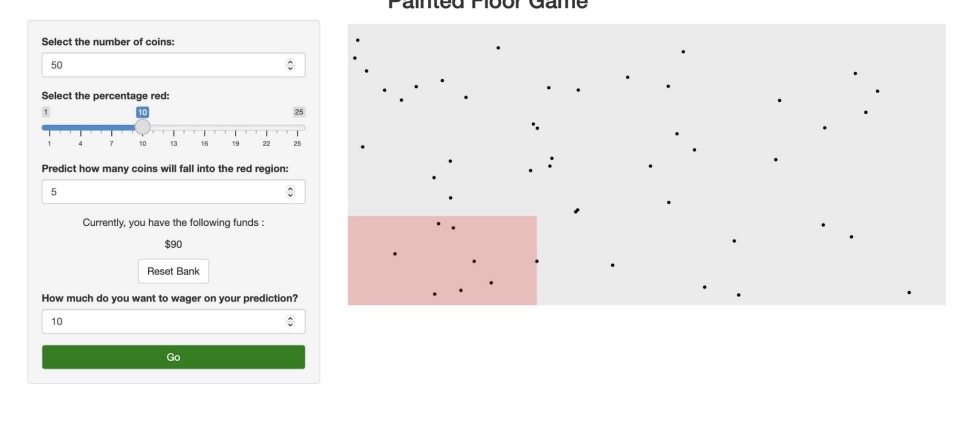 Painted Floor Game
Select the number of coins:
50
Select the percentage red:
1 10 25
1 4 7 10 13 16 19 22 25
Predict how many coins will fall into the red region:
5
Currently, you have the following funds :
$90
Reset Bank
How much do you want to wager on your prediction?
10
Go